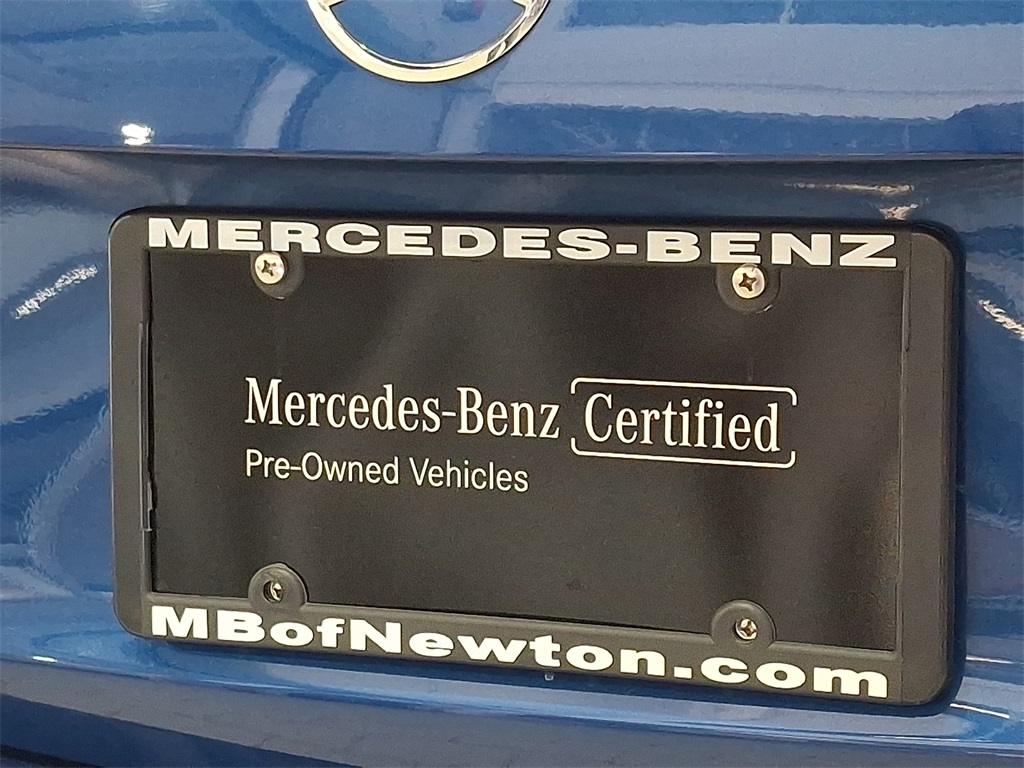 MERCEDES-BENZ
Mercedes-Benz Certified
Pre-Owned Vehicles
MBofNewton.com